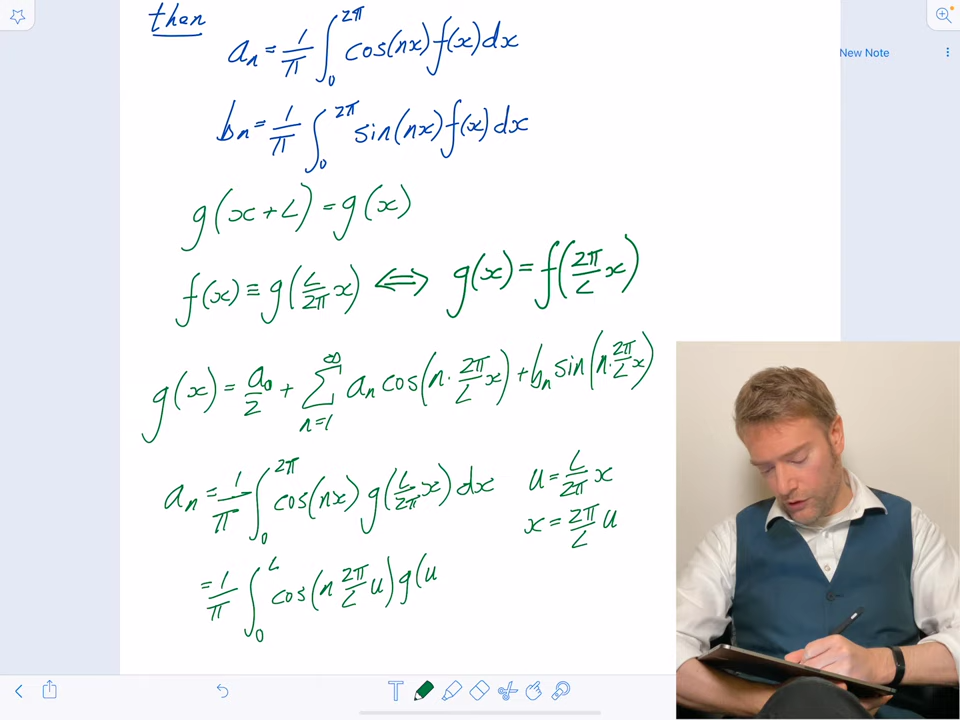 then
aₙ = 1/π ∫₀^2π cos(nx) f(x) dx
New Note
bₙ = 1/π ∫₀^2π sin(nx) f(x) dx
g(x+L) = g(x)
f(x) ≡ g(L/2π x) ⟺ g(x) = f(2π/L x)
g(x) = a₀/2 + ∑_{n=1}^∞ aₙ cos(n · 2π/L x) + bₙ sin(n · 2π/L x)
aₙ = 1/π ∫₀^2π cos(nx) g(L/2π x) dx
u = L/2π x
x = 2π/L u
= 1/π ∫₀^L cos(n 2π/L u) g(u
T